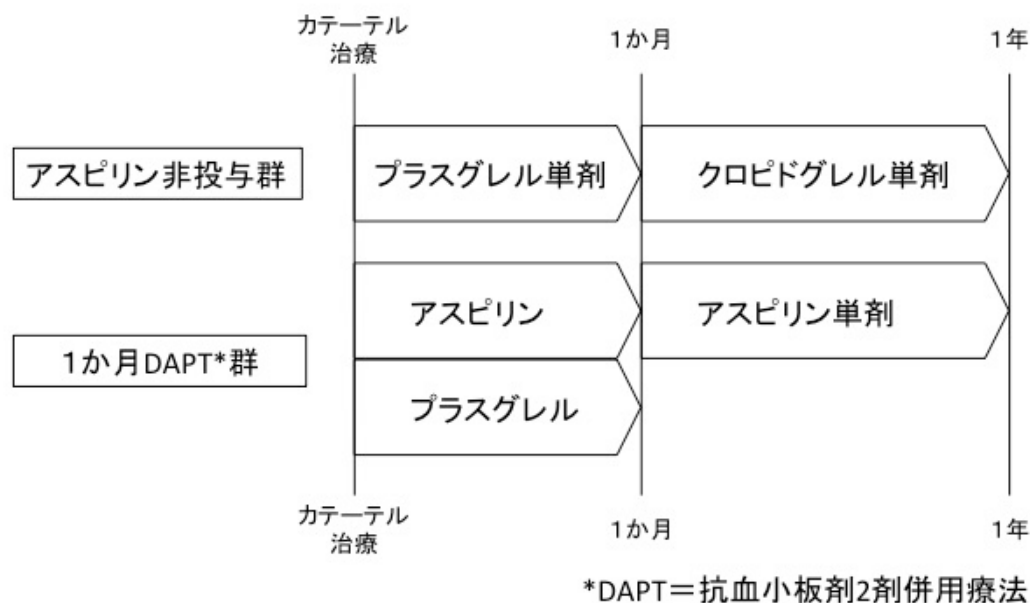 カテーテル
治療
1か月
1年
アスピリン非投与群
プラスグレル単剤
クロピドグレル単剤
1か月DAPT*群
アスピリン
アスピリン単剤
プラスグレル
カテーテル
治療
1か月
1年
*DAPT=抗血小板剤2剤併用療法